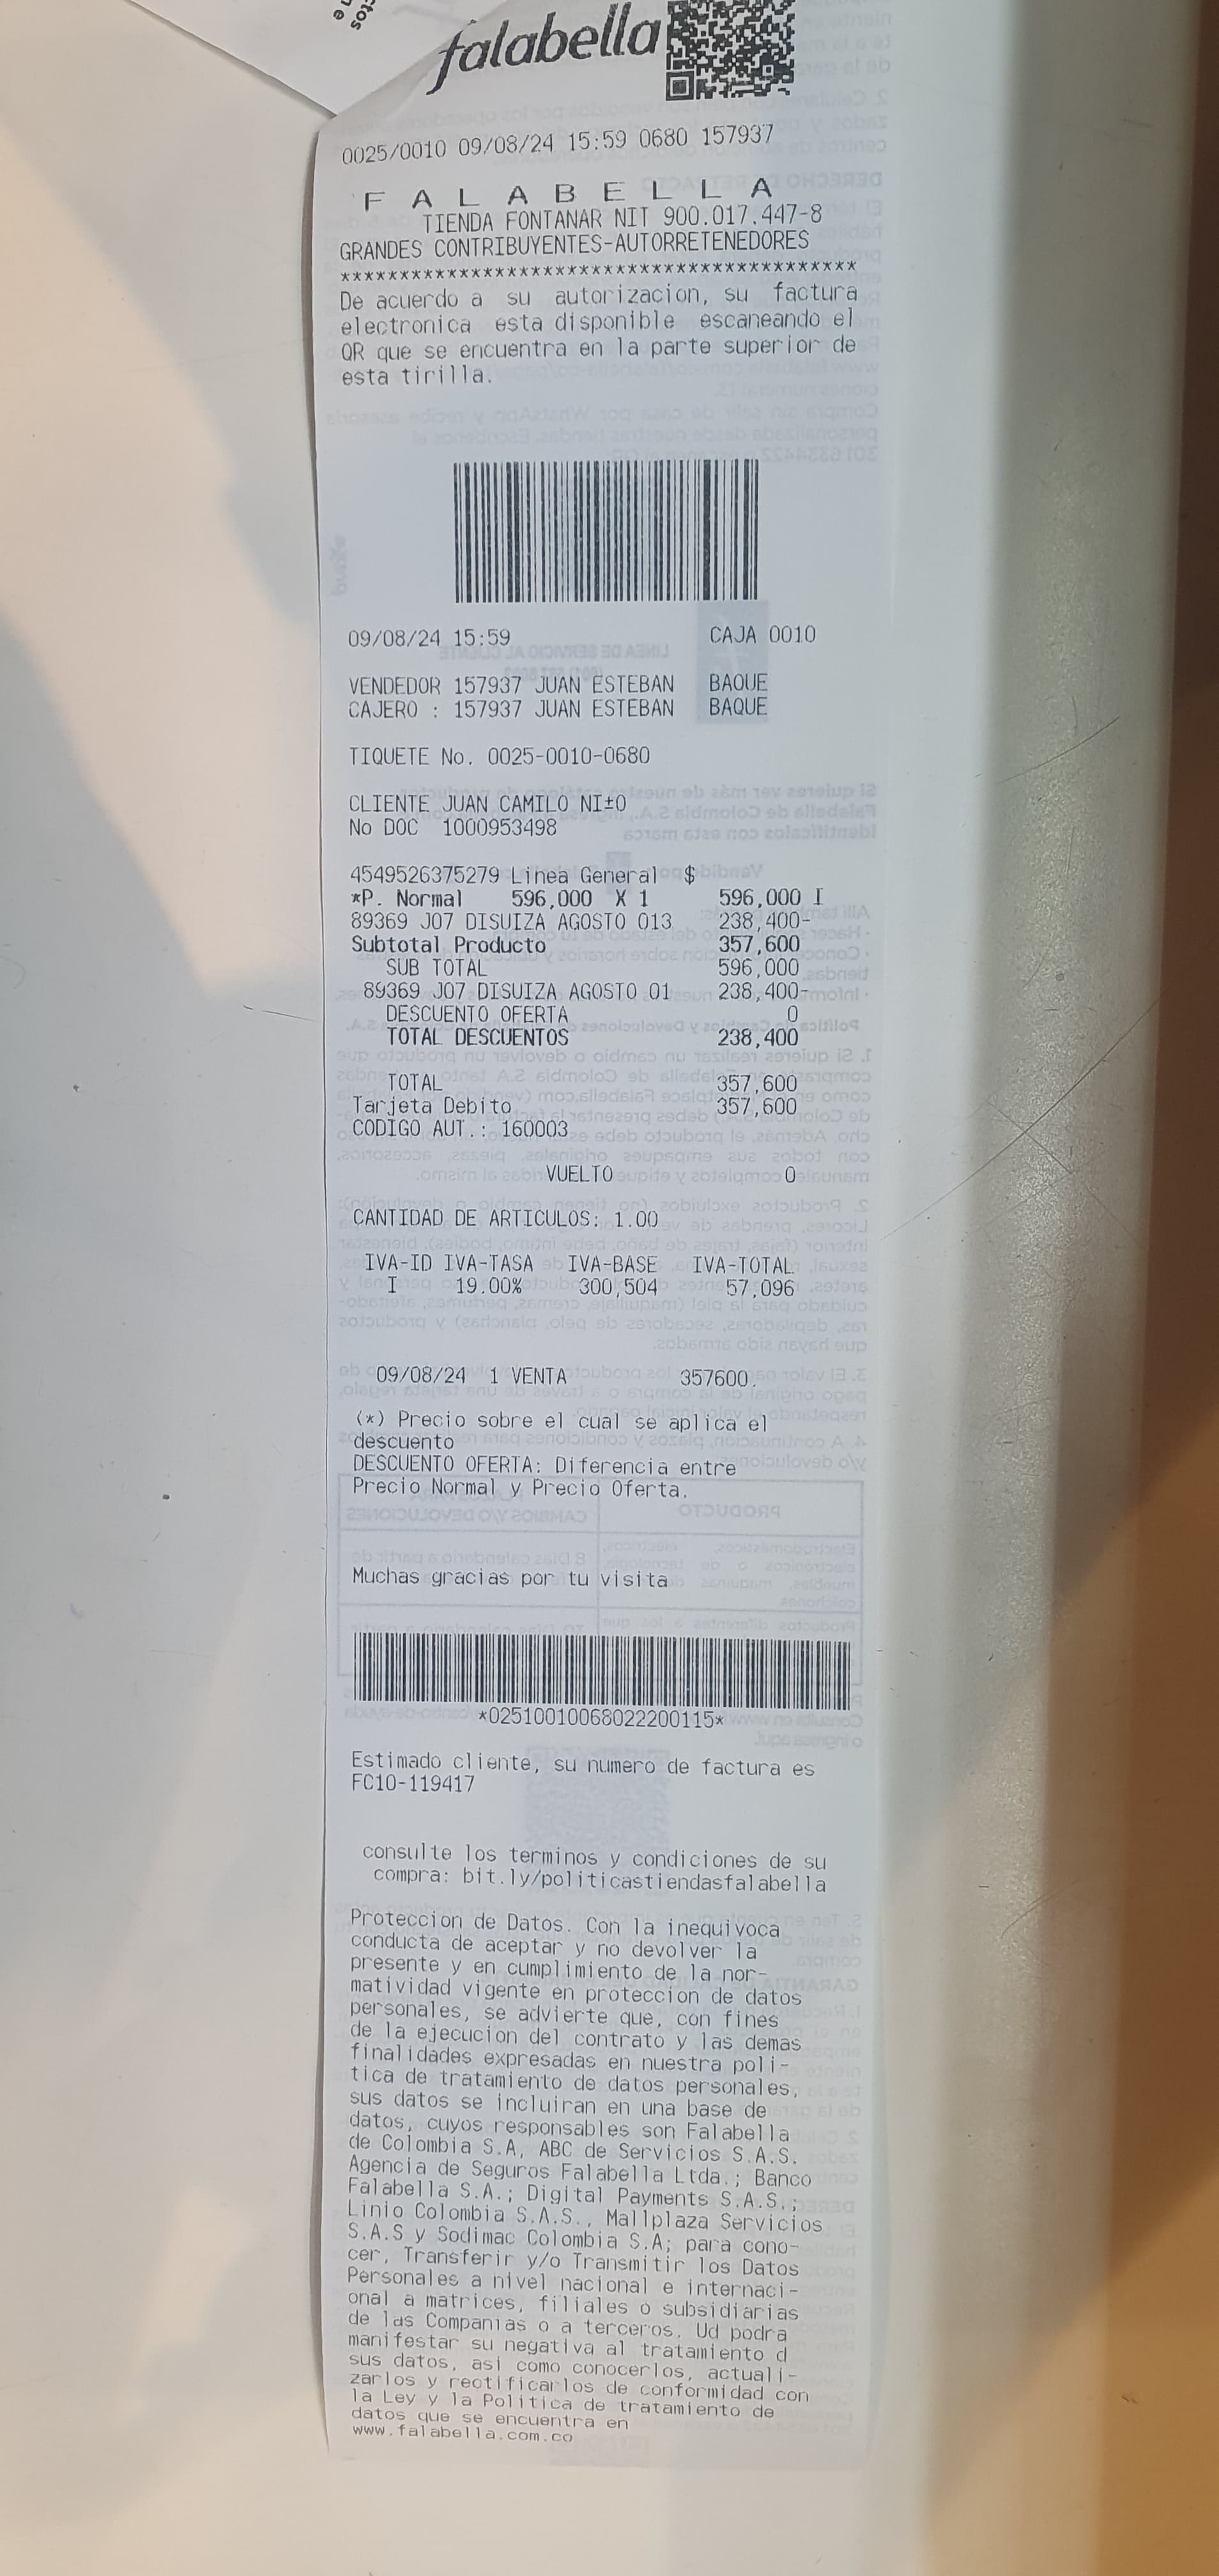 ctos
e
falabella
0025/0010 09/08/24 15:59 0680 157937
F A L A B E L L A
TIENDA FONTANAR NIT 900.017.447-8
GRANDES CONTRIBUYENTES-AUTORRETENEDORES
********************************************
De acuerdo a su autorizacion, su factura
electronica esta disponible escaneando el
QR que se encuentra en la parte superior de
esta tirilla.
09/08/24 15:59 CAJA 0010
VENDEDOR 157937 JUAN ESTEBAN BAQUE
CAJERO : 157937 JUAN ESTEBAN BAQUE
TIQUETE No. 0025-0010-0680
CLIENTE JUAN CAMILO NI±O
No DOC 1000953498
4549526375279 Linea General $
*P. Normal 596,000 X 1 596,000 I
89369 J07 DISUIZA AGOSTO 013 238,400-
Subtotal Producto 357,600
SUB TOTAL 596,000
89369 J07 DISUIZA AGOSTO 01 238,400-
DESCUENTO OFERTA 0
TOTAL DESCUENTOS 238,400
TOTAL 357,600
Tarjeta Debito 357,600
CODIGO AUT.: 160003
VUELTO 0
CANTIDAD DE ARTICULOS: 1.00
IVA-ID IVA-TASA IVA-BASE IVA-TOTAL
I 19.00% 300,504 57,096
09/08/24 1 VENTA 357600.
(*) Precio sobre el cual se aplica el
descuento
DESCUENTO OFERTA: Diferencia entre
Precio Normal y Precio Oferta.
Muchas gracias por tu visita
*02510010068022200115*
Estimado cliente, su numero de factura es
FC10-119417
consulte los terminos y condiciones de su
compra: bit.ly/politicastiendasfalabella
Proteccion de Datos. Con la inequivoca
conducta de aceptar y no devolver la
presente y en cumplimiento de la nor-
matividad vigente en proteccion de datos
personales, se advierte que, con fines
de la ejecucion del contrato y las demas
finalidades expresadas en nuestra poli-
tica de tratamiento de datos personales,
sus datos se incluiran en una base de
datos, cuyos responsables son Falabella
de Colombia S.A, ABC de Servicios S.A.S.
Agencia de Seguros Falabella Ltda.; Banco
Falabella S.A.; Digital Payments S.A.S.;
Linio Colombia S.A.S., Mallplaza Servicios
S.A.S y Sodimac Colombia S.A; para cono-
cer, Transferir y/o Transmitir los Datos
Personales a nivel nacional e internaci-
onal a matrices, filiales o subsidiarias
de las Companias o a terceros. Ud podra
manifestar su negativa al tratamiento d
sus datos, asi como conocerlos, actuali-
zarlos y rectificarlos de conformidad con
la Ley y la Politica de tratamiento de
datos que se encuentra en
www.falabella.com.co